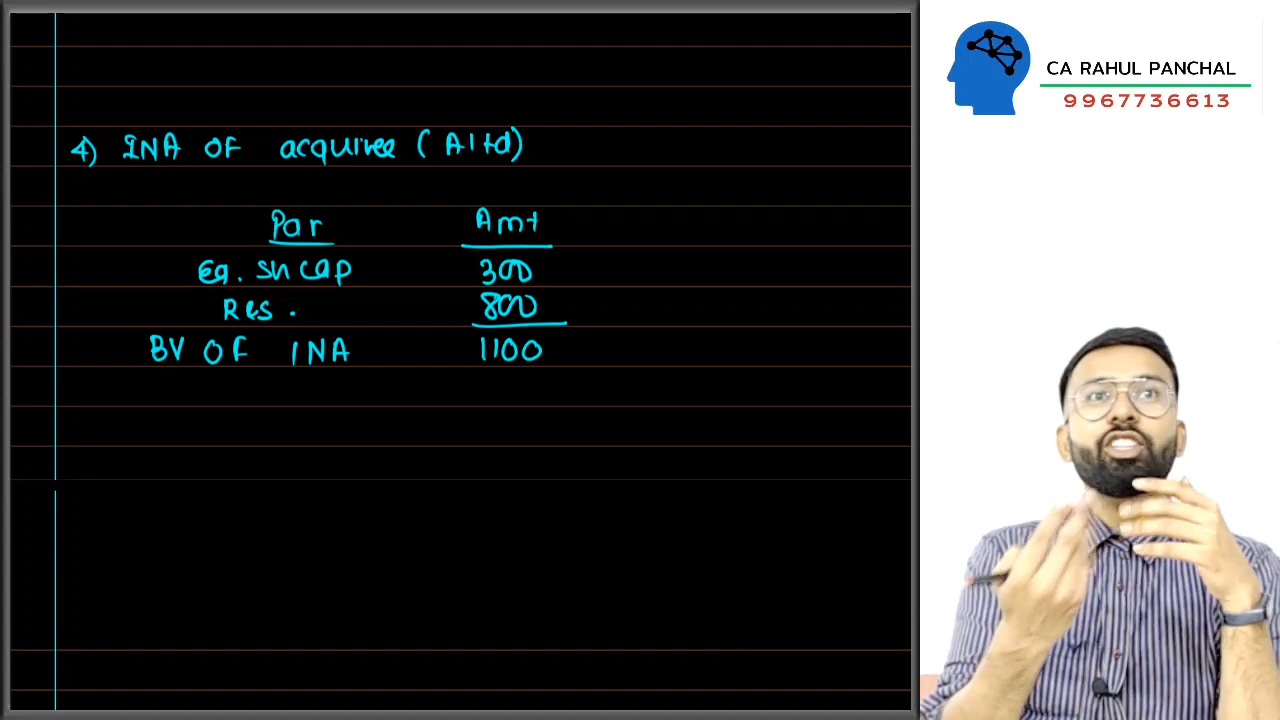 CA RAHUL PANCHAL
9967736613
4) INA OF acquiree (A ltd)
Par Amt
Eq. sh cap 300
Res. 800
BV OF INA 1100